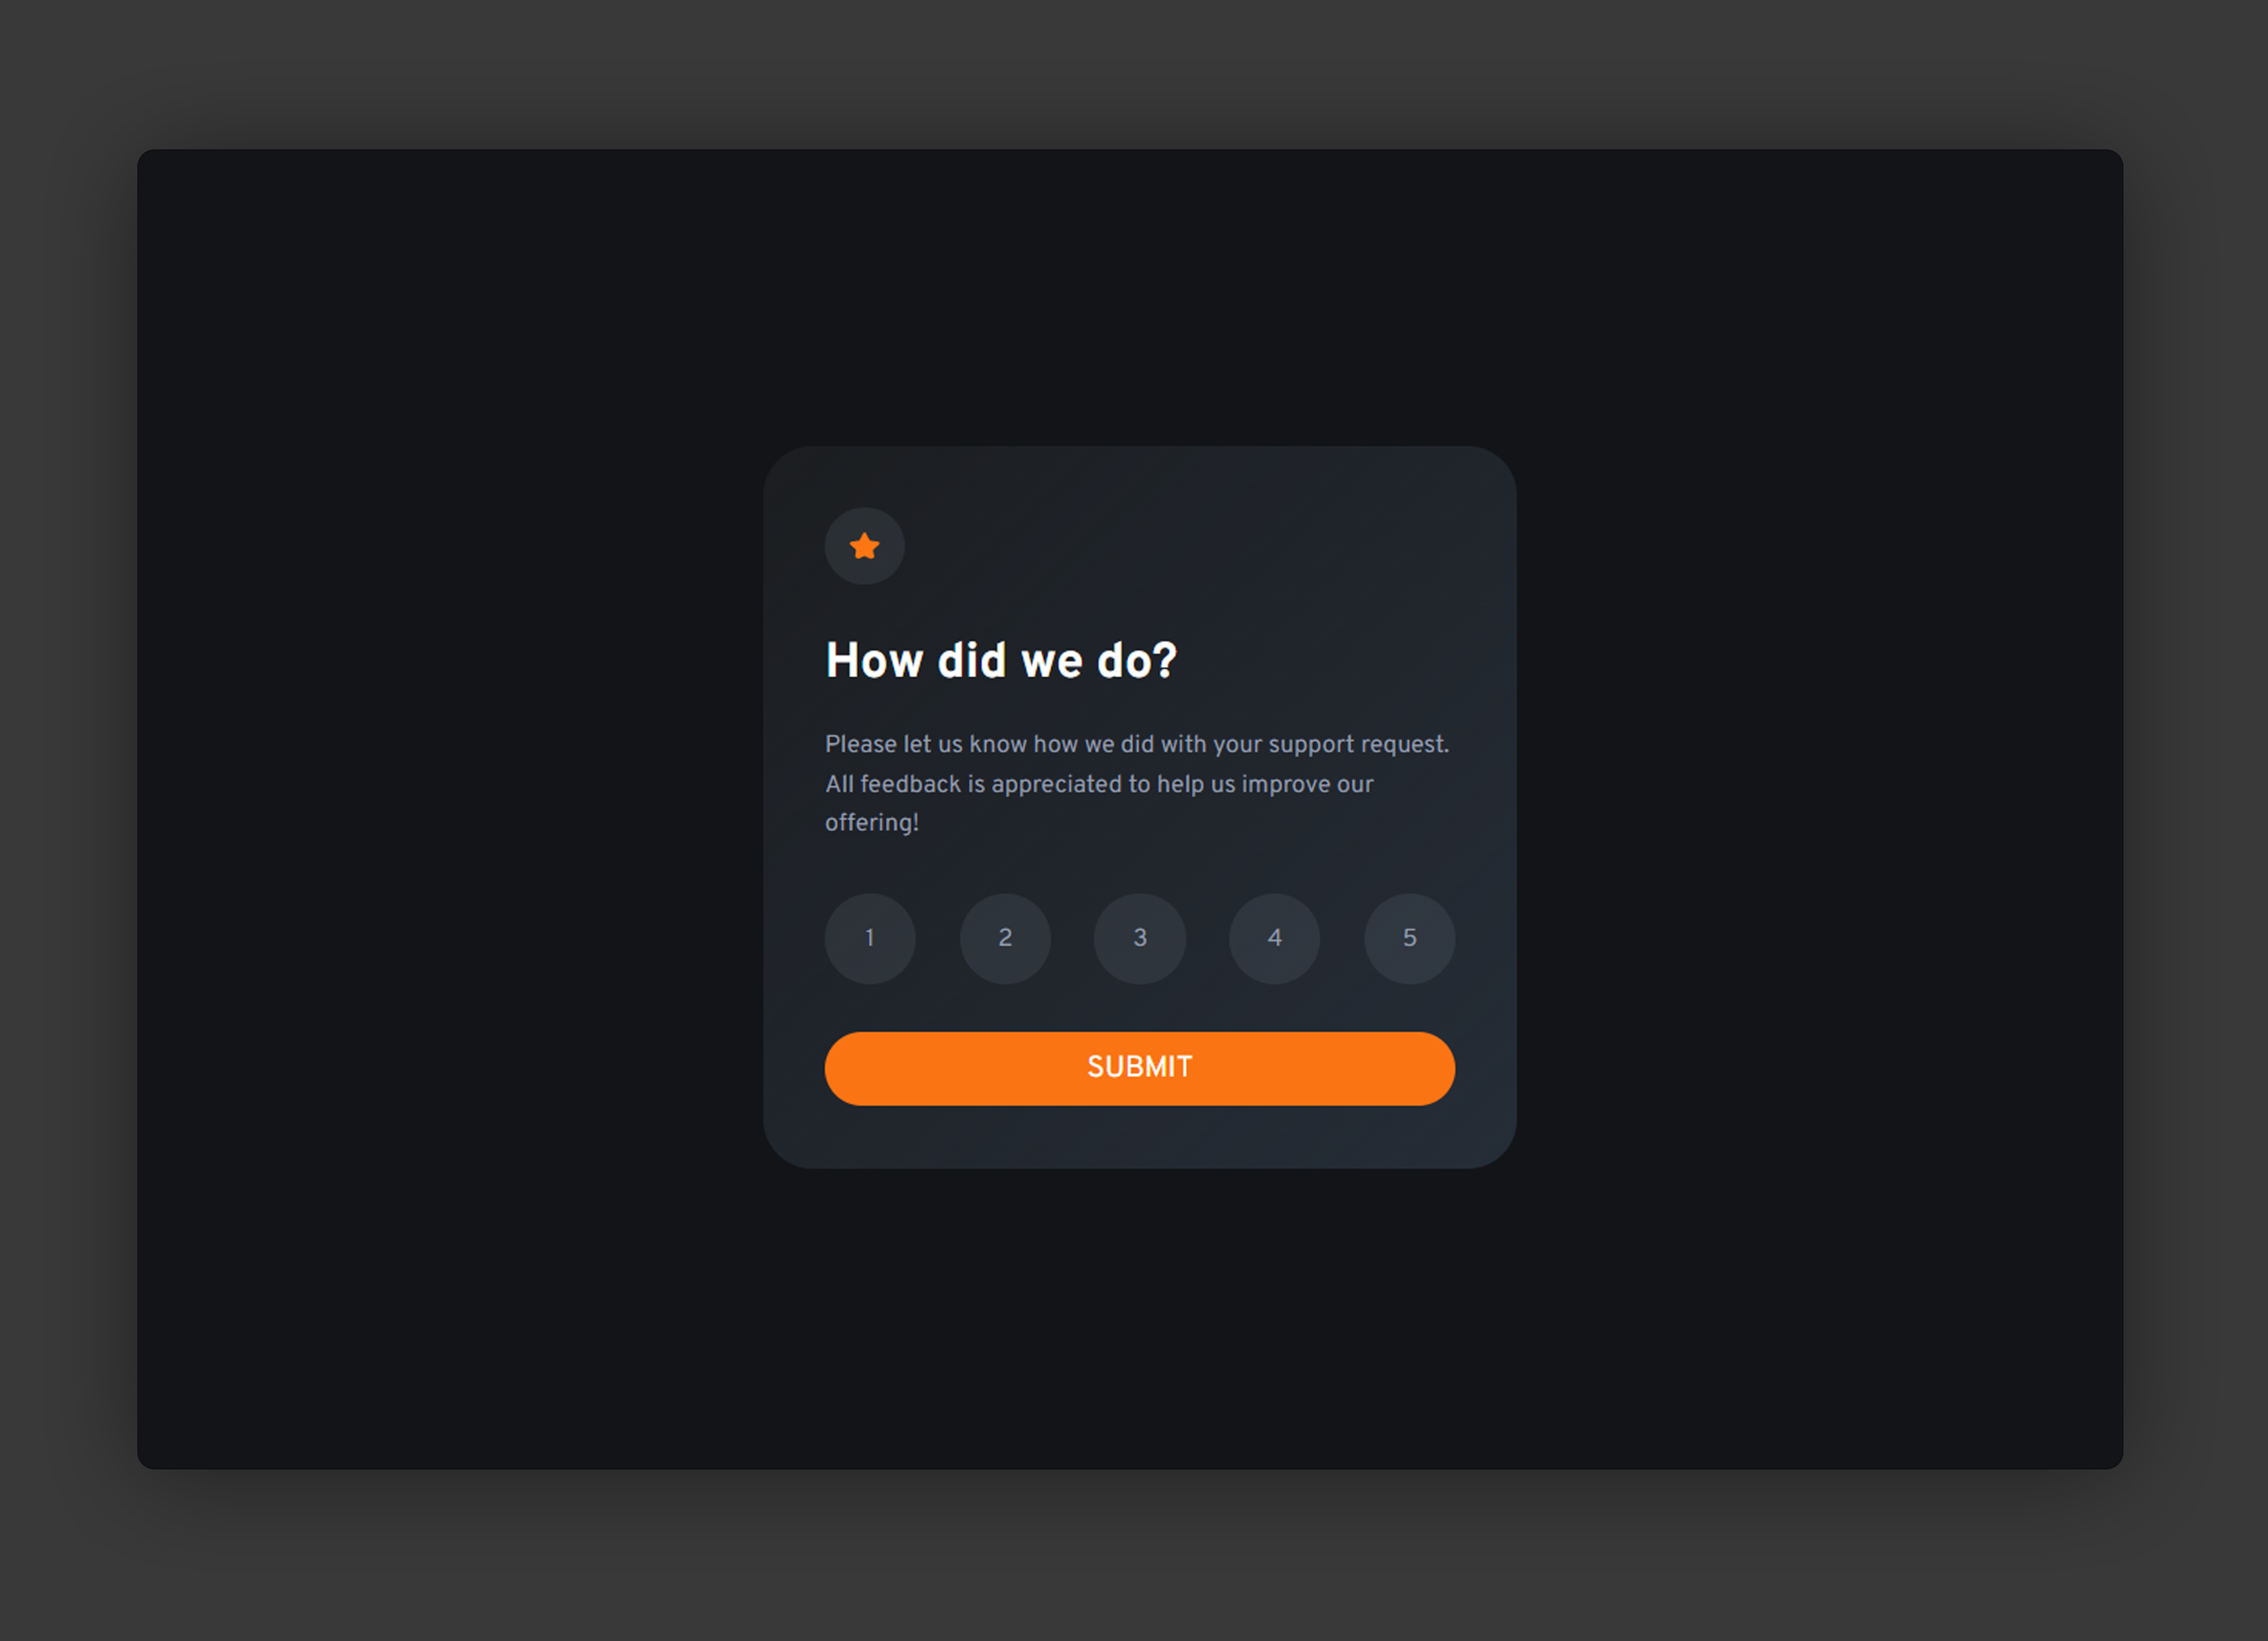 How did we do?
Please let us know how we did with your support request.
All feedback is appreciated to help us improve our
offering!
1 2 3 4 5
SUBMIT